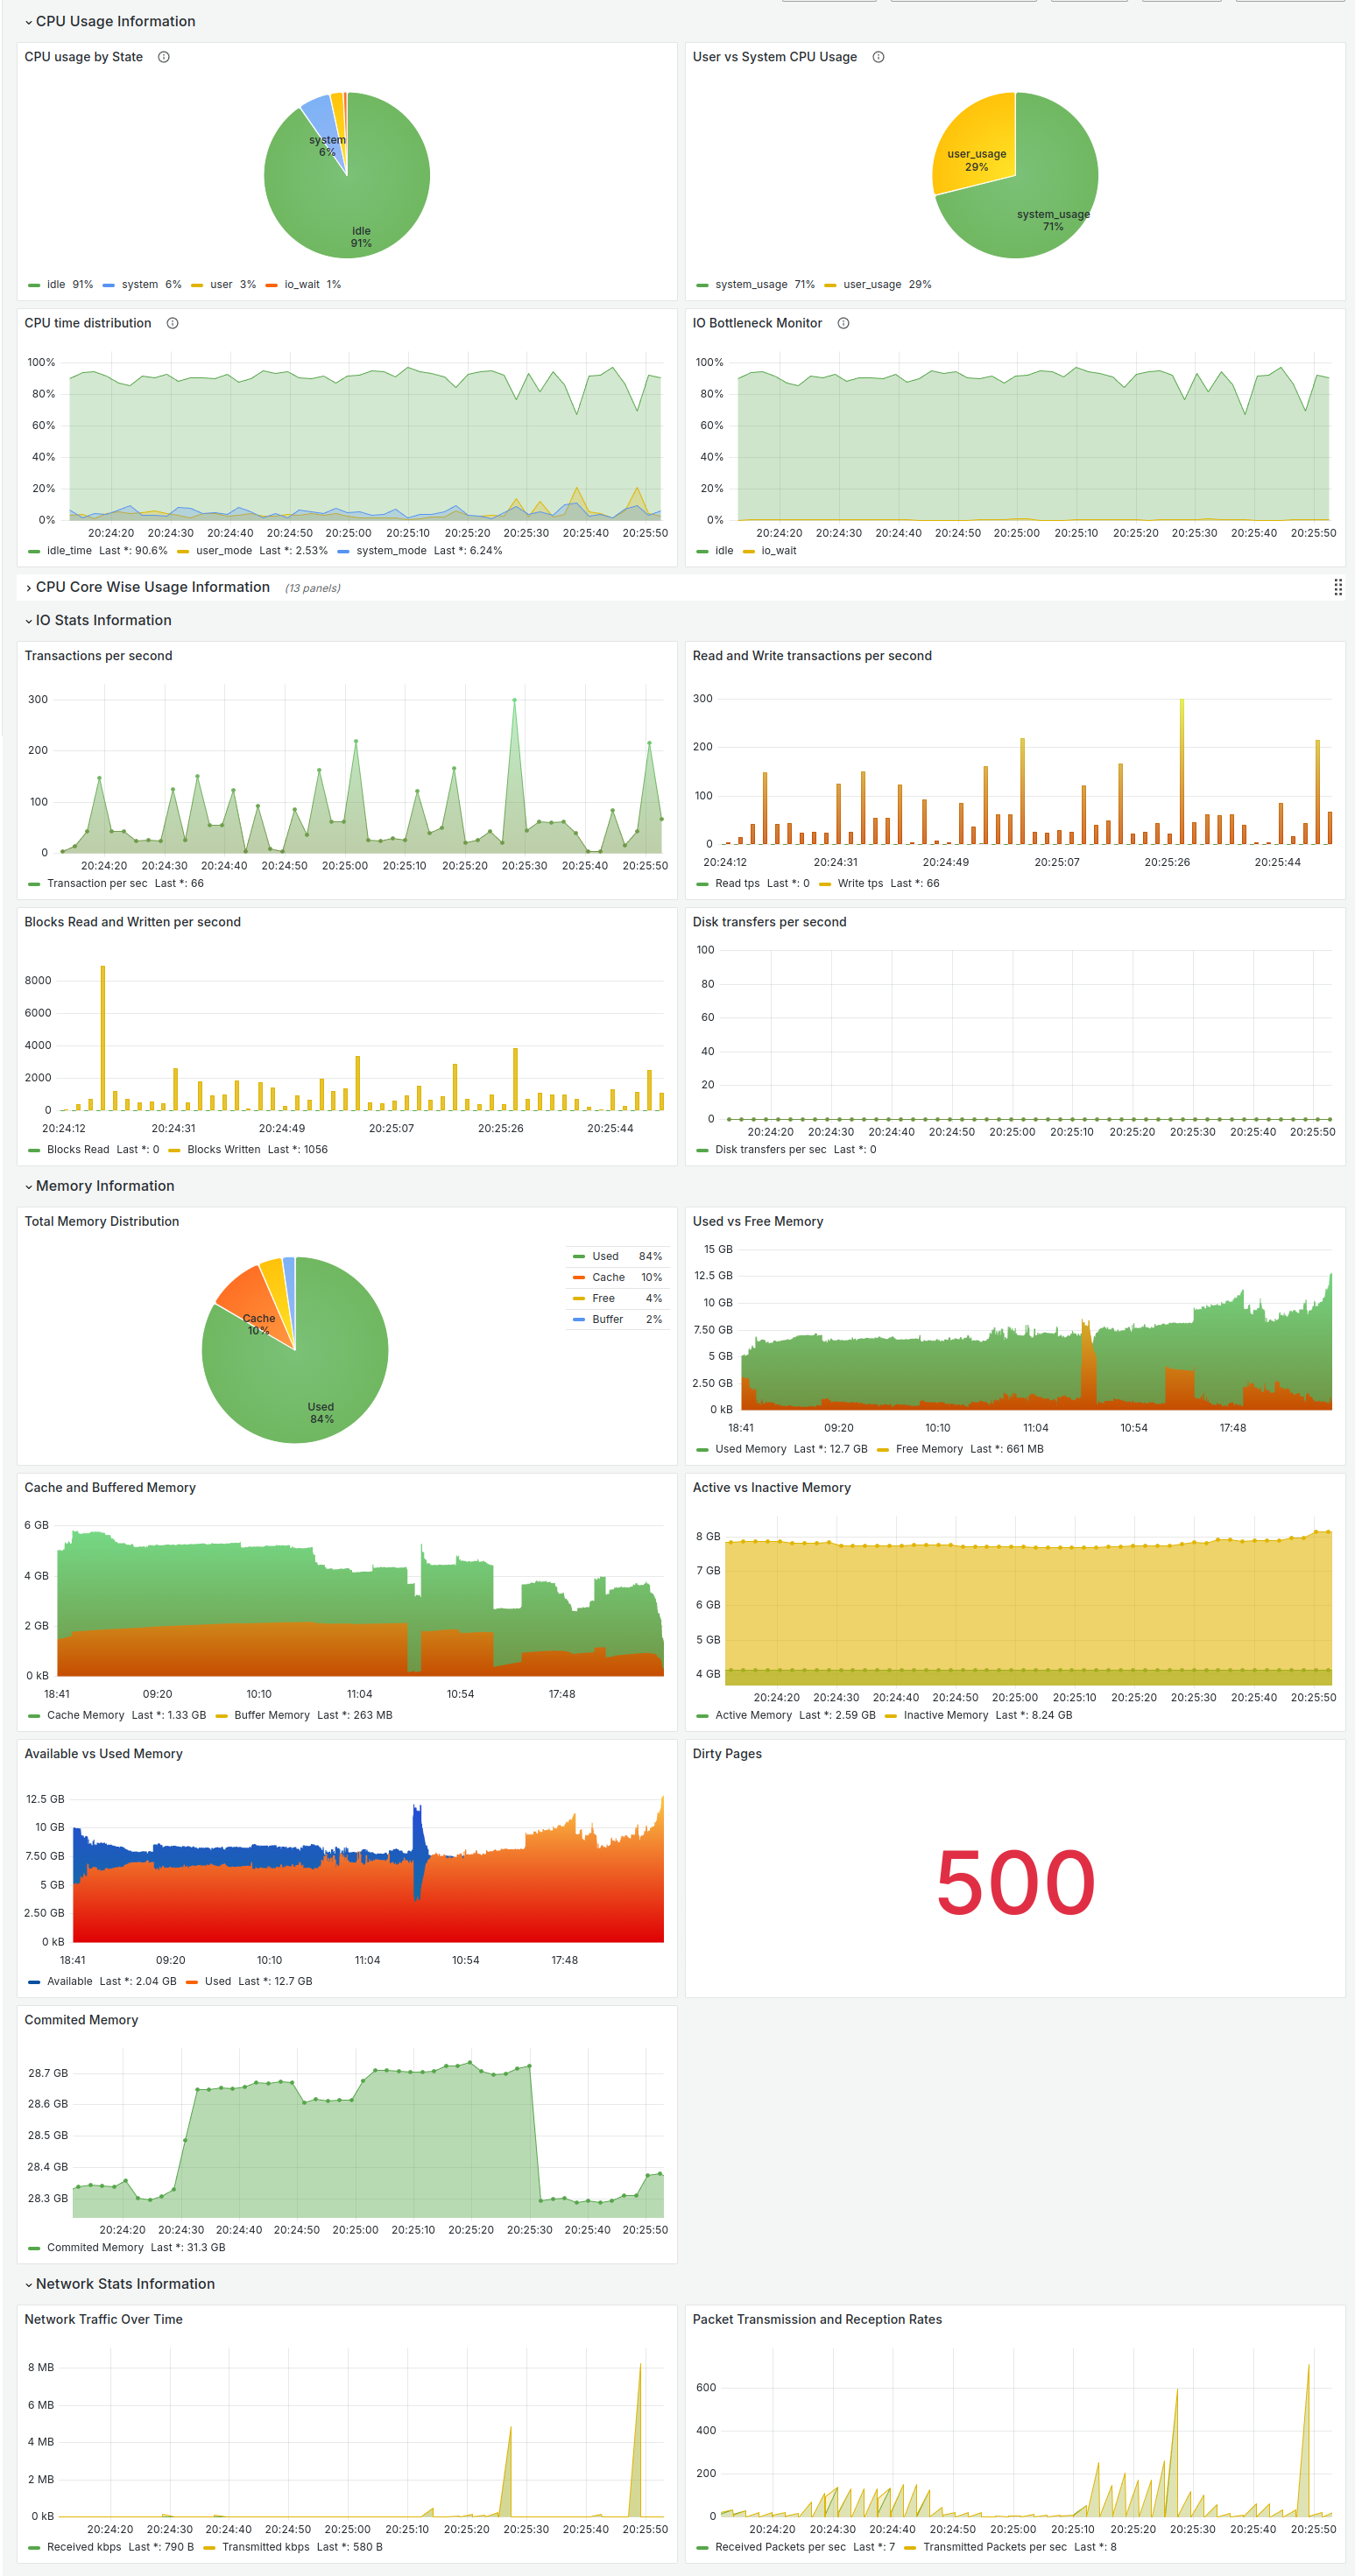 CPU Usage Information
CPU usage by State
User vs System CPU Usage
system
6%
idle
91%
user_usage
29%
system_usage
71%
idle 91% system 6% user 3% io_wait 1%
system_usage 71% user_usage 29%
CPU time distribution
IO Bottleneck Monitor
100%
80%
60%
40%
20%
0%
20:24:20 20:24:30 20:24:40 20:24:50 20:25:00 20:25:10 20:25:20 20:25:30 20:25:40 20:25:50
idle_time Last *: 90.6% user_mode Last *: 2.53% system_mode Last *: 6.24%
100%
80%
60%
40%
20%
0%
20:24:20 20:24:30 20:24:40 20:24:50 20:25:00 20:25:10 20:25:20 20:25:30 20:25:40 20:25:50
idle io_wait
CPU Core Wise Usage Information (13 panels)
IO Stats Information
Transactions per second
300
200
100
0
20:24:20 20:24:30 20:24:40 20:24:50 20:25:00 20:25:10 20:25:20 20:25:30 20:25:40 20:25:50
Transaction per sec Last *: 66
Read and Write transactions per second
300
200
100
0
20:24:12 20:24:31 20:24:49 20:25:07 20:25:26 20:25:44
Read tps Last *: 0 Write tps Last *: 66
Blocks Read and Written per second
8000
6000
4000
2000
0
20:24:12 20:24:31 20:24:49 20:25:07 20:25:26 20:25:44
Blocks Read Last *: 0 Blocks Written Last *: 1056
Disk transfers per second
100
80
60
40
20
0
20:24:20 20:24:30 20:24:40 20:24:50 20:25:00 20:25:10 20:25:20 20:25:30 20:25:40 20:25:50
Disk transfers per sec Last *: 0
Memory Information
Total Memory Distribution
Cache
10%
Used
84%
Used 84%
Cache 10%
Free 4%
Buffer 2%
Used vs Free Memory
15 GB
12.5 GB
10 GB
7.50 GB
5 GB
2.50 GB
0 kB
18:41 09:20 10:10 11:04 10:54 17:48
Used Memory Last *: 12.7 GB Free Memory Last *: 661 MB
Cache and Buffered Memory
6 GB
4 GB
2 GB
0 kB
18:41 09:20 10:10 11:04 10:54 17:48
Cache Memory Last *: 1.33 GB Buffer Memory Last *: 263 MB
Active vs Inactive Memory
8 GB
7 GB
6 GB
5 GB
4 GB
20:24:20 20:24:30 20:24:40 20:24:50 20:25:00 20:25:10 20:25:20 20:25:30 20:25:40 20:25:50
Active Memory Last *: 2.59 GB Inactive Memory Last *: 8.24 GB
Available vs Used Memory
12.5 GB
10 GB
7.50 GB
5 GB
2.50 GB
0 kB
18:41 09:20 10:10 11:04 10:54 17:48
Available Last *: 2.04 GB Used Last *: 12.7 GB
Dirty Pages
500
Commited Memory
28.7 GB
28.6 GB
28.5 GB
28.4 GB
28.3 GB
20:24:20 20:24:30 20:24:40 20:24:50 20:25:00 20:25:10 20:25:20 20:25:30 20:25:40 20:25:50
Commited Memory Last *: 31.3 GB
Network Stats Information
Network Traffic Over Time
8 MB
6 MB
4 MB
2 MB
0 kB
20:24:20 20:24:30 20:24:40 20:24:50 20:25:00 20:25:10 20:25:20 20:25:30 20:25:40 20:25:50
Received kbps Last *: 790 B Transmitted kbps Last *: 580 B
Packet Transmission and Reception Rates
600
400
200
0
20:24:20 20:24:30 20:24:40 20:24:50 20:25:00 20:25:10 20:25:20 20:25:30 20:25:40 20:25:50
Received Packets per sec Last *: 7 Transmitted Packets per sec Last *: 8